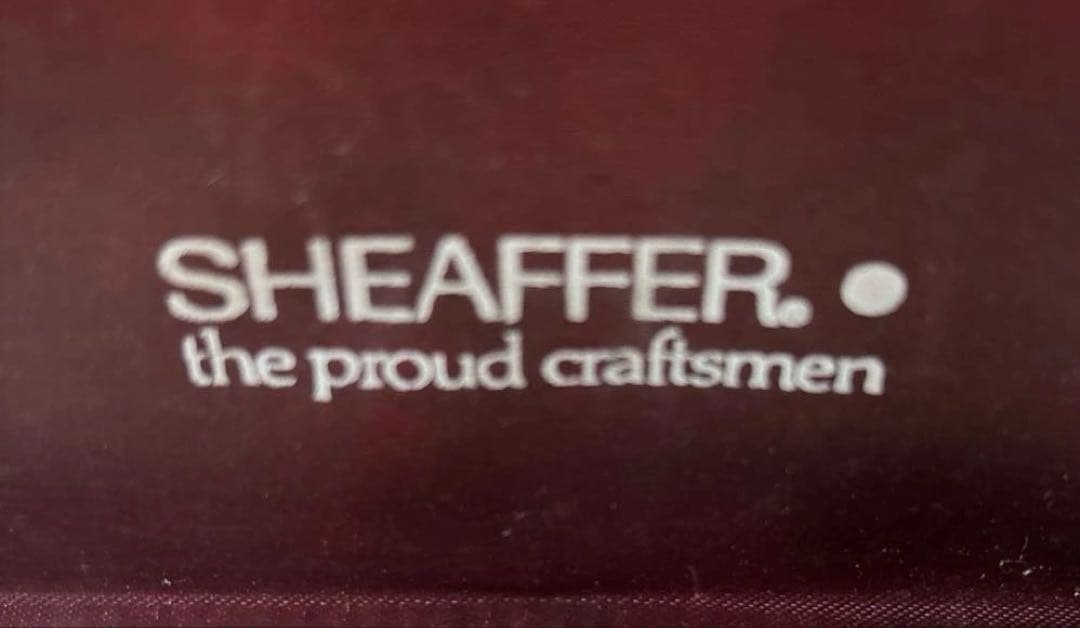 SHEAFFER. ●
the proud craftsmen